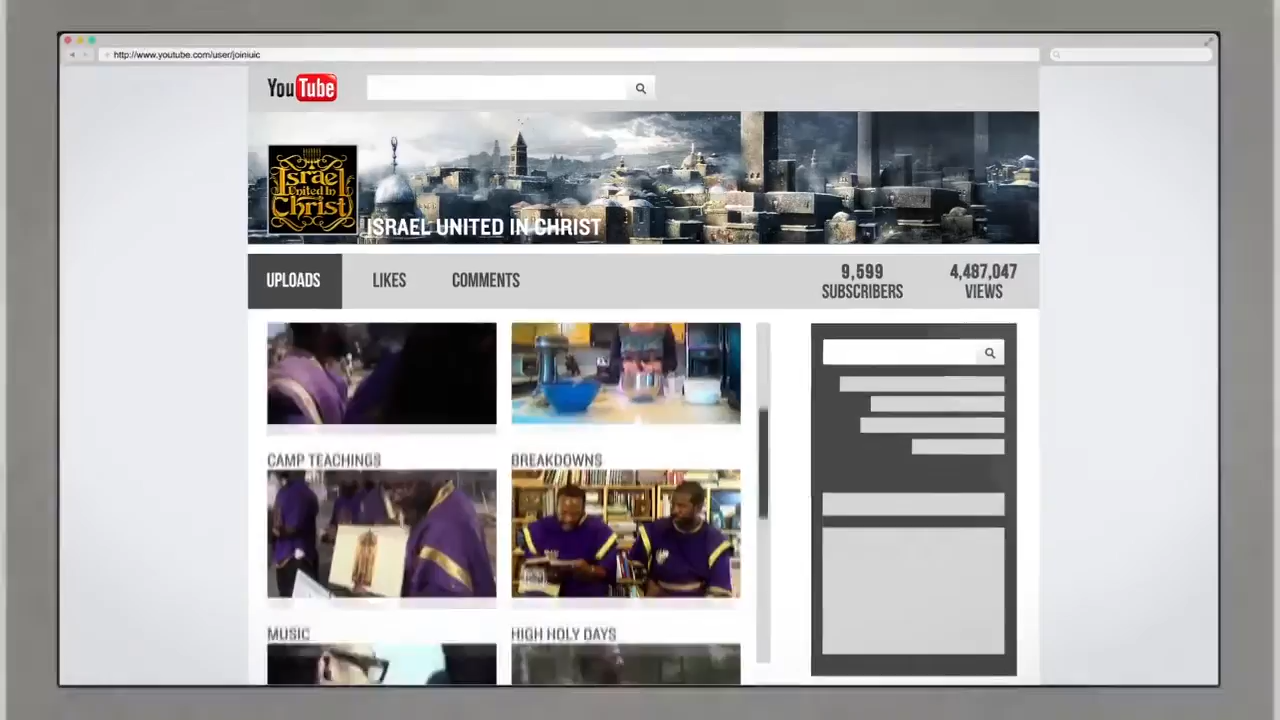 http://www.youtube.com/user/joiniuic
YouTube
Israel
United In
Christ
ISRAEL UNITED IN CHRIST
UPLOADS
LIKES
COMMENTS
9,599
SUBSCRIBERS
4,487,047
VIEWS
CAMP TEACHINGS
BREAKDOWNS
MUSIC
HIGH HOLY DAYS